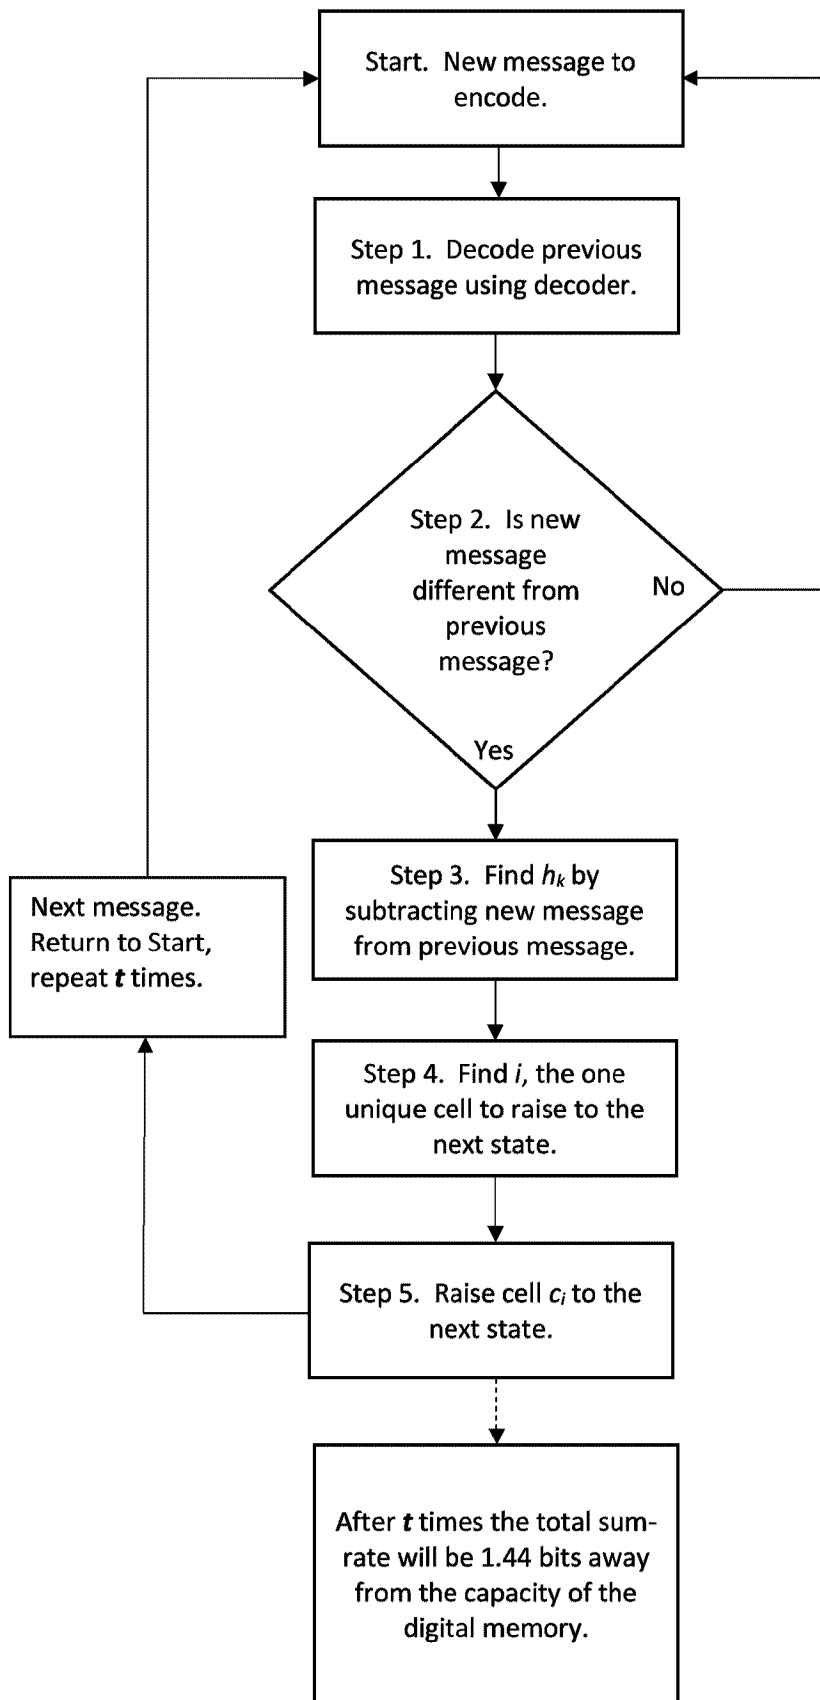 Start. New message to
encode.
Step 1. Decode previous
message using decoder.
Step 2. Is new
message
different from
previous
message?
No
Yes
Step 3. Find hk by
subtracting new message
from previous message.
Next message.
Return to Start,
repeat t times.
Step 4. Find i, the one
unique cell to raise to the
next state.
Step 5. Raise cell ci to the
next state.
After t times the total sum-
rate will be 1.44 bits away
from the capacity of the
digital memory.